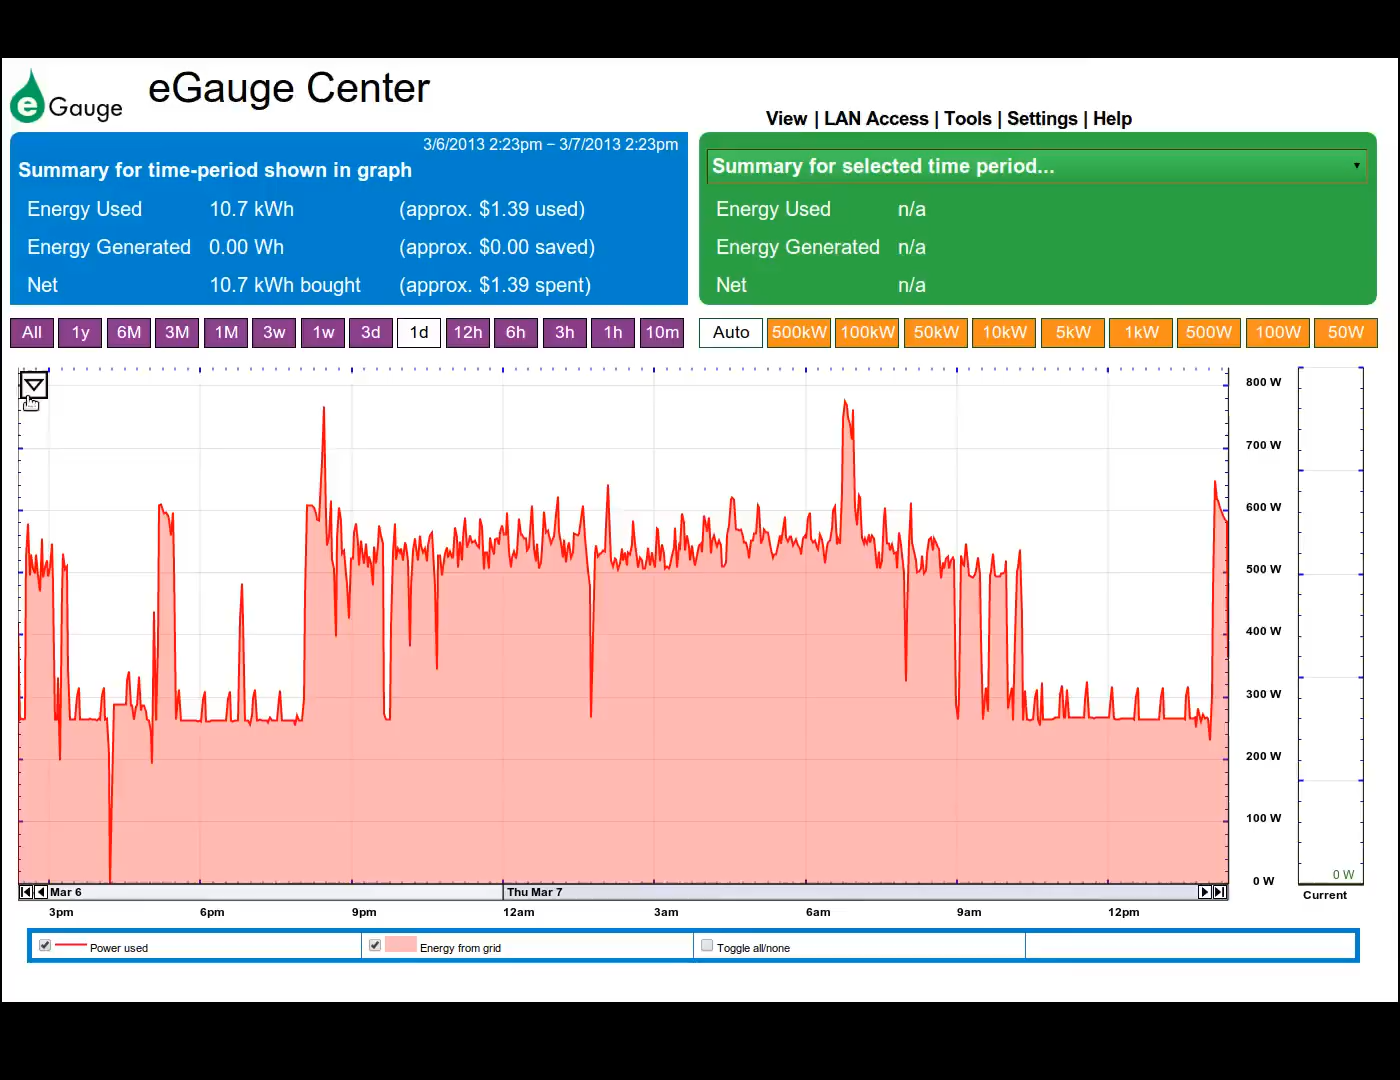 e Gauge
eGauge Center
View | LAN Access | Tools | Settings | Help
3/6/2013 2:23pm − 3/7/2013 2:23pm
Summary for time-period shown in graph
Energy Used 10.7 kWh (approx. $1.39 used)
Energy Generated 0.00 Wh (approx. $0.00 saved)
Net 10.7 kWh bought (approx. $1.39 spent)
Summary for selected time period...
Energy Used n/a
Energy Generated n/a
Net n/a
All 1y 6M 3M 1M 3w 1w 3d 1d 12h 6h 3h 1h 10m
Auto 500kW 100kW 50kW 10kW 5kW 1kW 500W 100W 50W
800 W
700 W
600 W
500 W
400 W
300 W
200 W
100 W
0 W
0 W
Current
Mar 6 Thu Mar 7
3pm 6pm 9pm 12am 3am 6am 9am 12pm
Power used Energy from grid Toggle all/none